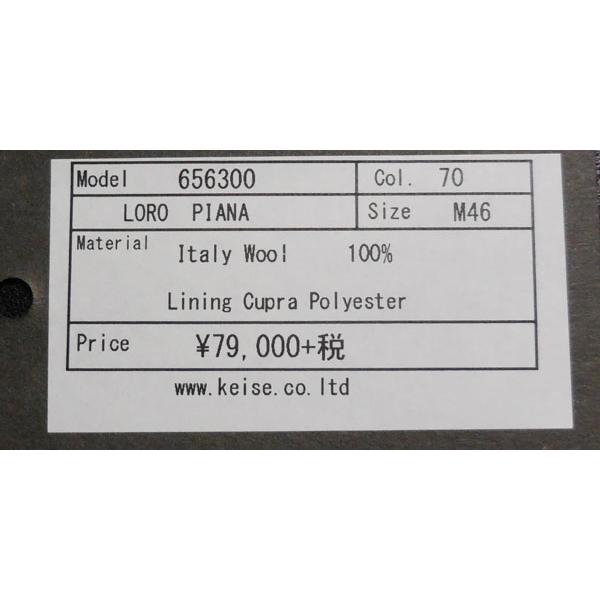 Model 656300 Col. 70
LORO PIANA Size M46
Material Italy Wool 100%
Lining Cupra Polyester
Price ¥79,000+税
www.keise.co.ltd